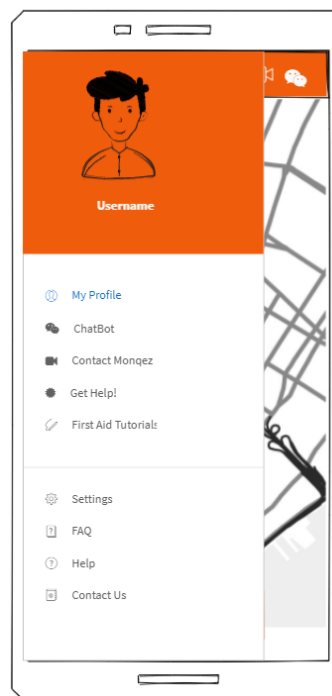 Username
My Profile
ChatBot
Contact Monqez
Get Help!
First Aid Tutorials
Settings
FAQ
Help
Contact Us